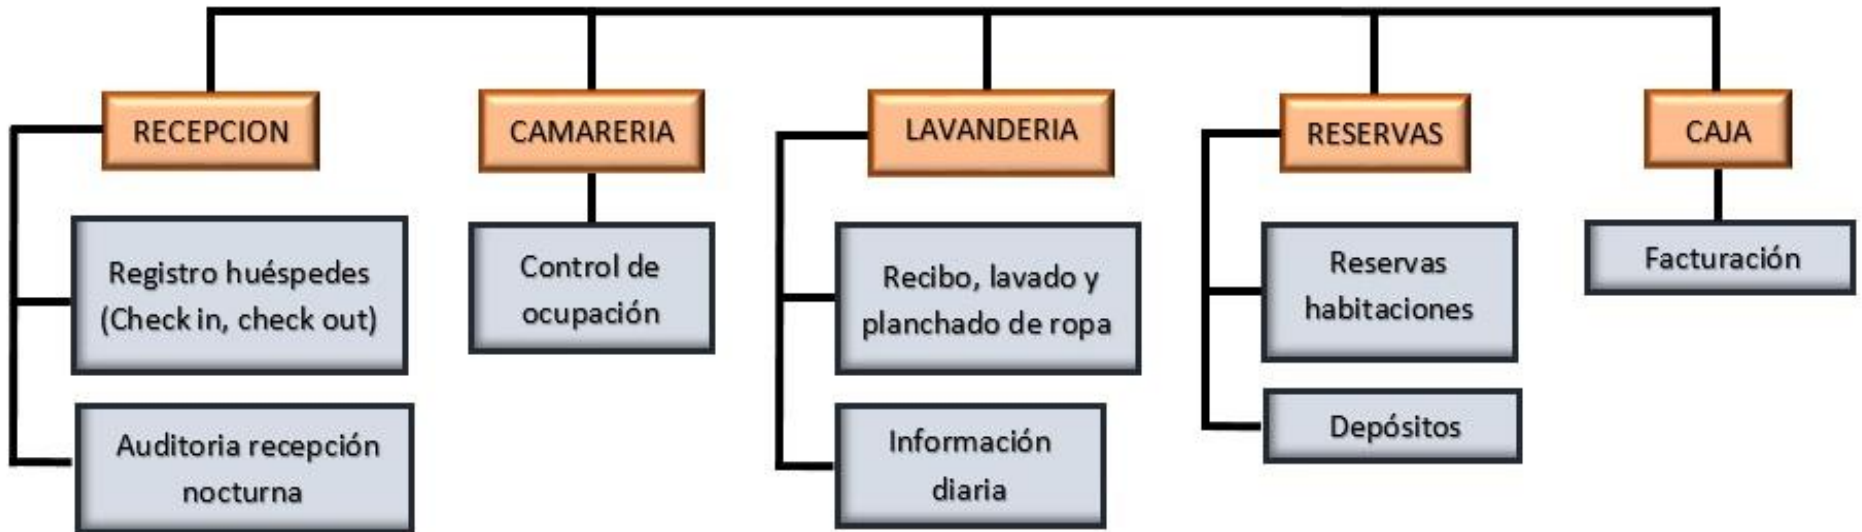 RECEPCION
CAMARERIA
LAVANDERIA
RESERVAS
CAJA
Registro huéspedes
(Check in, check out)
Control de
ocupación
Recibo, lavado y
planchado de ropa
Reservas
habitaciones
Facturación
Auditoria recepción
nocturna
Información
diaria
Depósitos